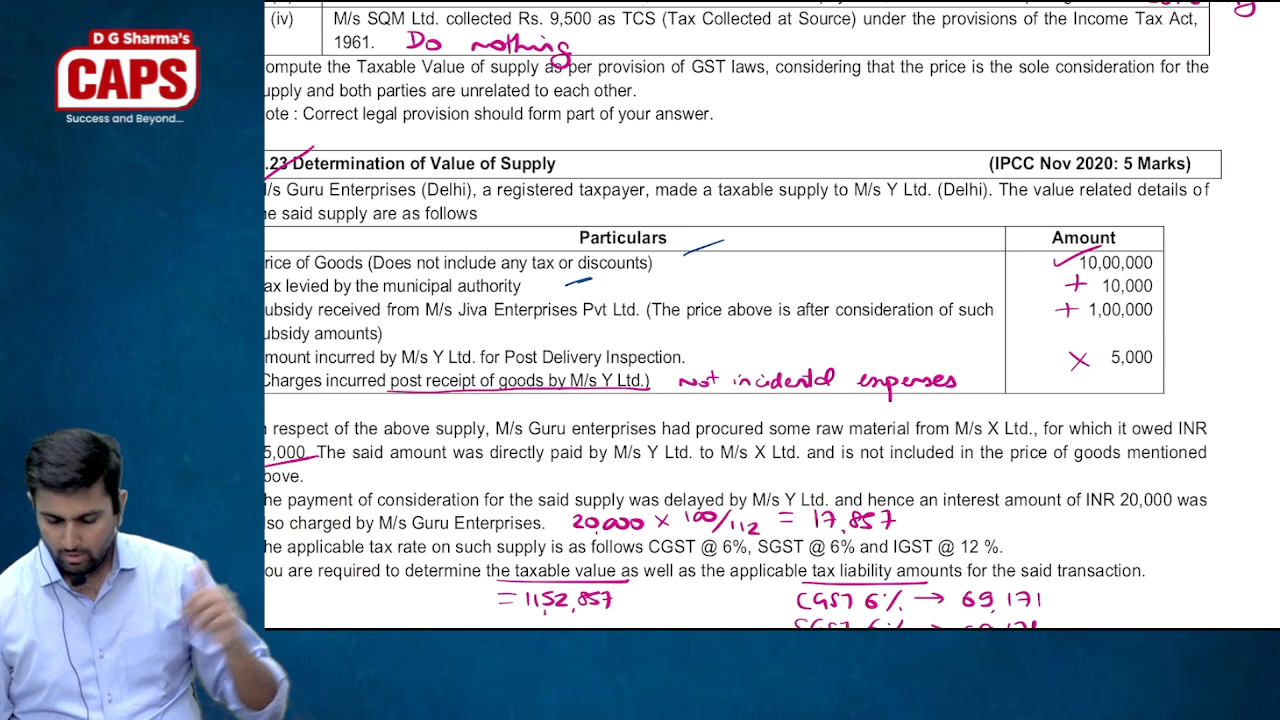 D G Sharma's
CAPS
Success and Beyond...
(iv) M/s SQM Ltd. collected Rs. 9,500 as TCS (Tax Collected at Source) under the provisions of the Income Tax Act,
1961. Do nothing
ompute the Taxable Value of supply as per provision of GST laws, considering that the price is the sole consideration for the
upply and both parties are unrelated to each other.
ote : Correct legal provision should form part of your answer.
.23 Determination of Value of Supply (IPCC Nov 2020: 5 Marks)
/s Guru Enterprises (Delhi), a registered taxpayer, made a taxable supply to M/s Y Ltd. (Delhi). The value related details of
he said supply are as follows
Particulars Amount
rice of Goods (Does not include any tax or discounts) 10,00,000
ax levied by the municipal authority + 10,000
ubsidy received from M/s Jiva Enterprises Pvt Ltd. (The price above is after consideration of such + 1,00,000
ubsidy amounts)
mount incurred by M/s Y Ltd. for Post Delivery Inspection. × 5,000
Charges incurred post receipt of goods by M/s Y Ltd.) Not incidental expenses
n respect of the above supply, M/s Guru enterprises had procured some raw material from M/s X Ltd., for which it owed INR
5,000. The said amount was directly paid by M/s Y Ltd. to M/s X Ltd. and is not included in the price of goods mentioned
bove.
he payment of consideration for the said supply was delayed by M/s Y Ltd. and hence an interest amount of INR 20,000 was
lso charged by M/s Guru Enterprises. 20,000 × 100/112 = 17,857
he applicable tax rate on such supply is as follows CGST @ 6%, SGST @ 6% and IGST @ 12 %.
ou are required to determine the taxable value as well as the applicable tax liability amounts for the said transaction.
= 1152,857 CGST 6% → 69,171